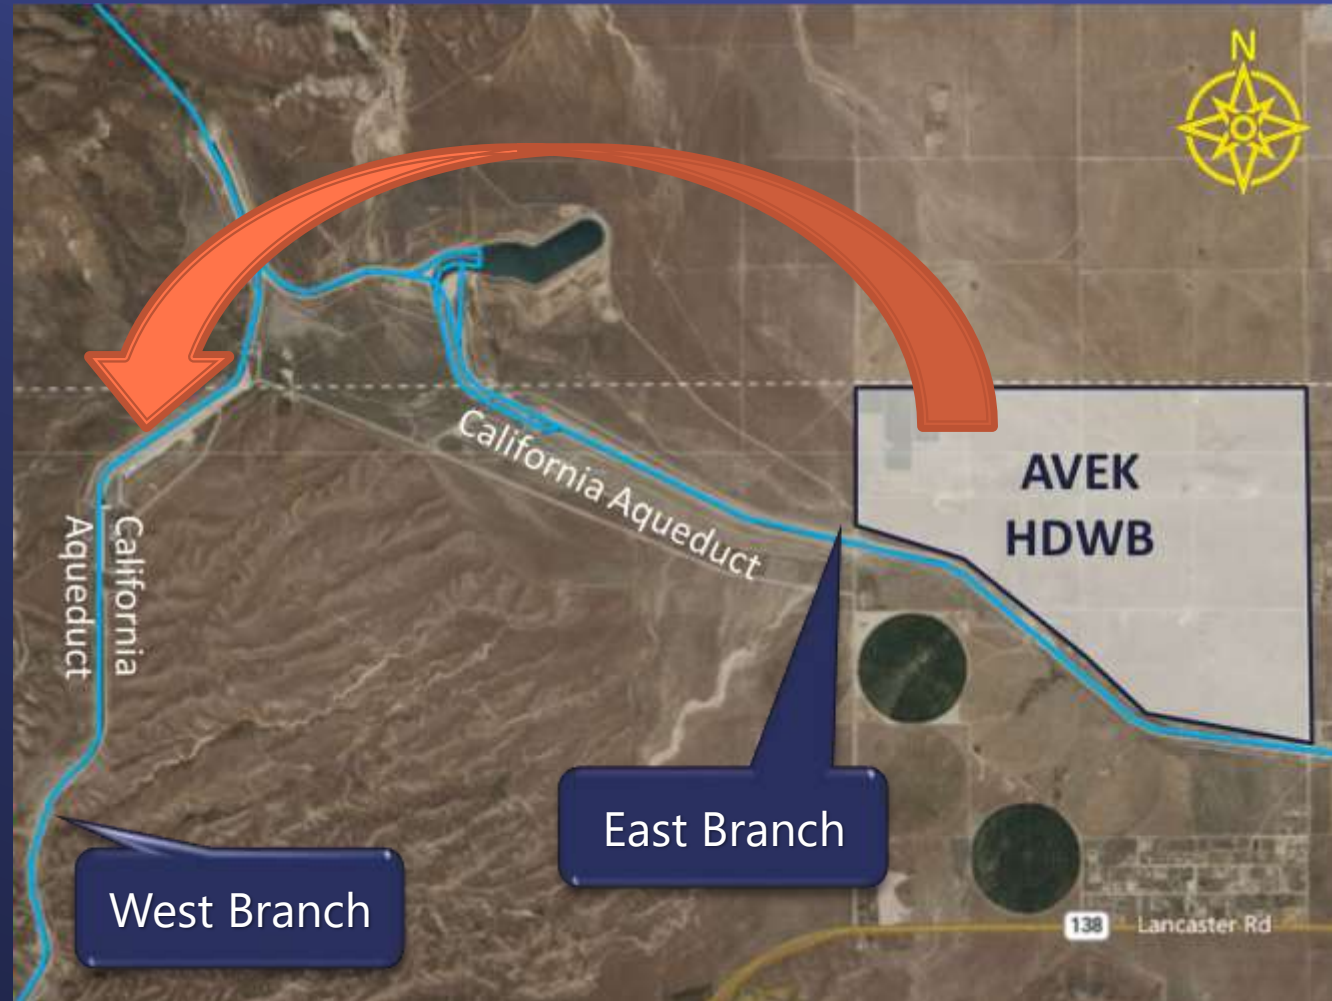 N
California Aqueduct
AVEK
HDWB
California
Aqueduct
East Branch
West Branch
138
Lancaster Rd